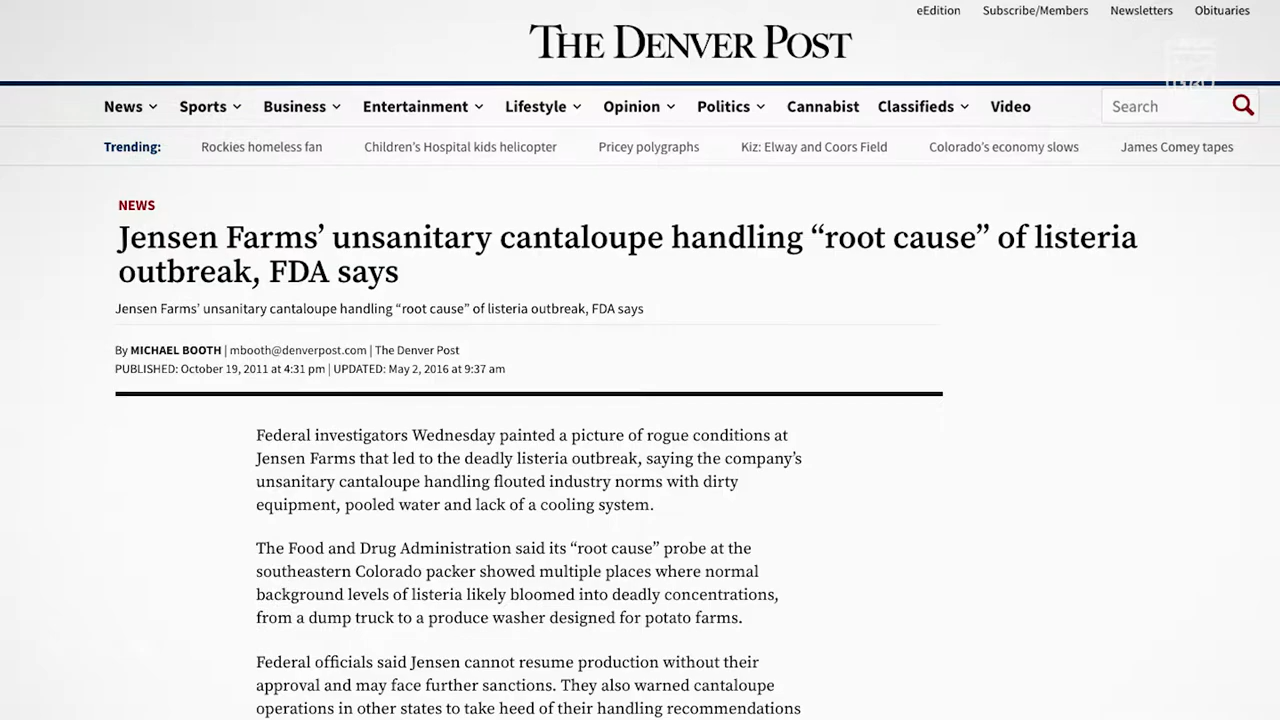 eEdition Subscribe/Members Newsletters Obituaries
THE DENVER POST
News Sports Business Entertainment Lifestyle Opinion Politics Cannabist Classifieds Video Search
Trending: Rockies homeless fan Children's Hospital kids helicopter Pricey polygraphs Kiz: Elway and Coors Field Colorado's economy slows James Comey tapes
NEWS
Jensen Farms’ unsanitary cantaloupe handling “root cause” of listeria
outbreak, FDA says
Jensen Farms’ unsanitary cantaloupe handling “root cause” of listeria outbreak, FDA says
By MICHAEL BOOTH | mbooth@denverpost.com | The Denver Post
PUBLISHED: October 19, 2011 at 4:31 pm | UPDATED: May 2, 2016 at 9:37 am
Federal investigators Wednesday painted a picture of rogue conditions at
Jensen Farms that led to the deadly listeria outbreak, saying the company’s
unsanitary cantaloupe handling flouted industry norms with dirty
equipment, pooled water and lack of a cooling system.
The Food and Drug Administration said its “root cause” probe at the
southeastern Colorado packer showed multiple places where normal
background levels of listeria likely bloomed into deadly concentrations,
from a dump truck to a produce washer designed for potato farms.
Federal officials said Jensen cannot resume production without their
approval and may face further sanctions. They also warned cantaloupe
operations in other states to take heed of their handling recommendations